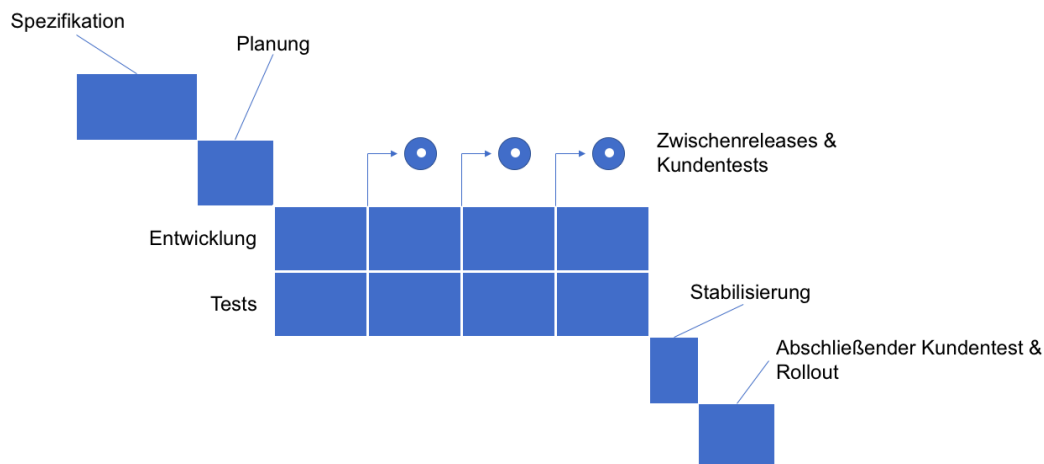 Spezifikation
Planung
Zwischenreleases &
Kundentests
Entwicklung
Tests
Stabilisierung
Abschließender Kundentest &
Rollout